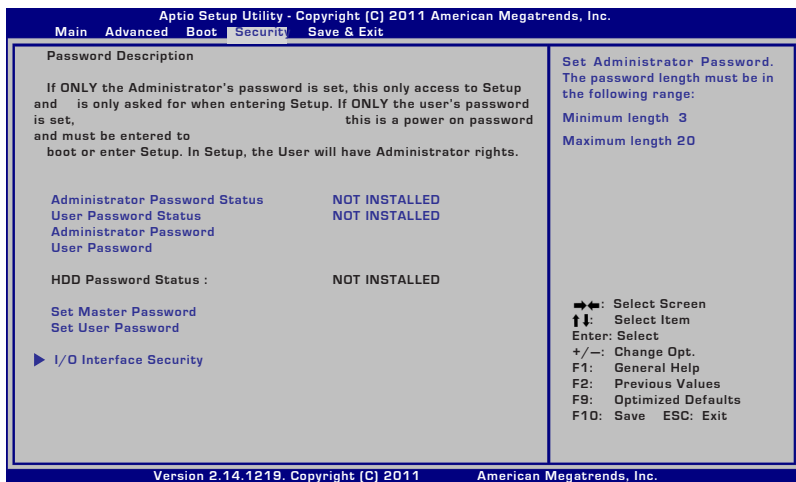 Aptio Setup Utility - Copyright (C) 2011 American Megatrends, Inc.
Main Advanced Boot Security Save & Exit
Password Description
If ONLY the Administrator's password is set, this only access to Setup
and is only asked for when entering Setup. If ONLY the user's password
is set, this is a power on password
and must be entered to
boot or enter Setup. In Setup, the User will have Administrator rights.
Administrator Password Status NOT INSTALLED
User Password Status NOT INSTALLED
Administrator Password
User Password
HDD Password Status : NOT INSTALLED
Set Master Password
Set User Password
I/O Interface Security
Set Administrator Password.
The password length must be in
the following range:
Minimum length 3
Maximum length 20
→←: Select Screen
↑↓: Select Item
Enter: Select
+/—: Change Opt.
F1: General Help
F2: Previous Values
F9: Optimized Defaults
F10: Save ESC: Exit
Version 2.14.1219. Copyright (C) 2011 American Megatrends, Inc.